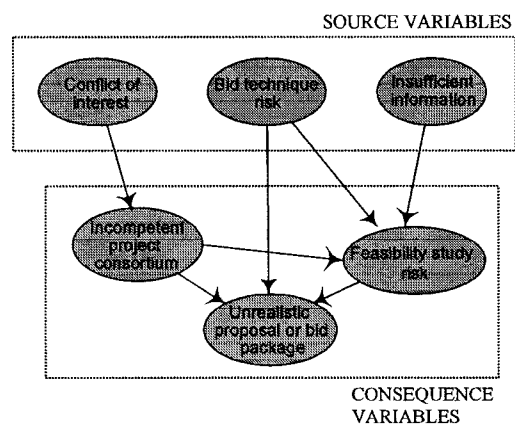 SOURCE VARIABLES
Conflict of
interest
Bid technique
risk
Insufficient
information
Incompetent
project
consortium
Feasibility study
risk
Unrealistic
proposal or bid
package
CONSEQUENCE
VARIABLES